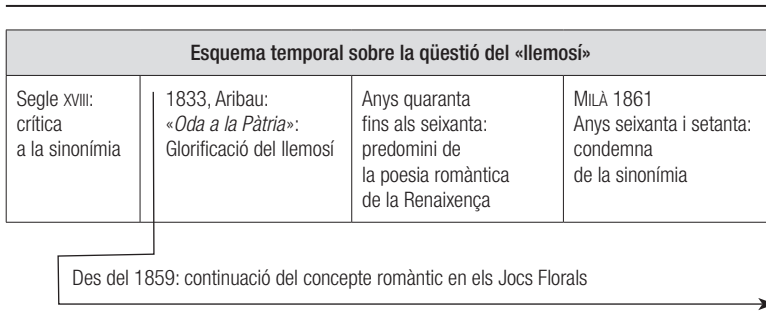 Esquema temporal sobre la qüestió del «llemosí»
Segle XVIII:
crítica
a la sinonímia
1833, Aribau:
«Oda a la Pàtria»:
Glorificació del llemosí
Anys quaranta
fins als seixanta:
predomini de
la poesia romàntica
de la Renaixença
MILÀ 1861
Anys seixanta i setanta:
condemna
de la sinonímia
Des del 1859: continuació del concepte romàntic en els Jocs Florals